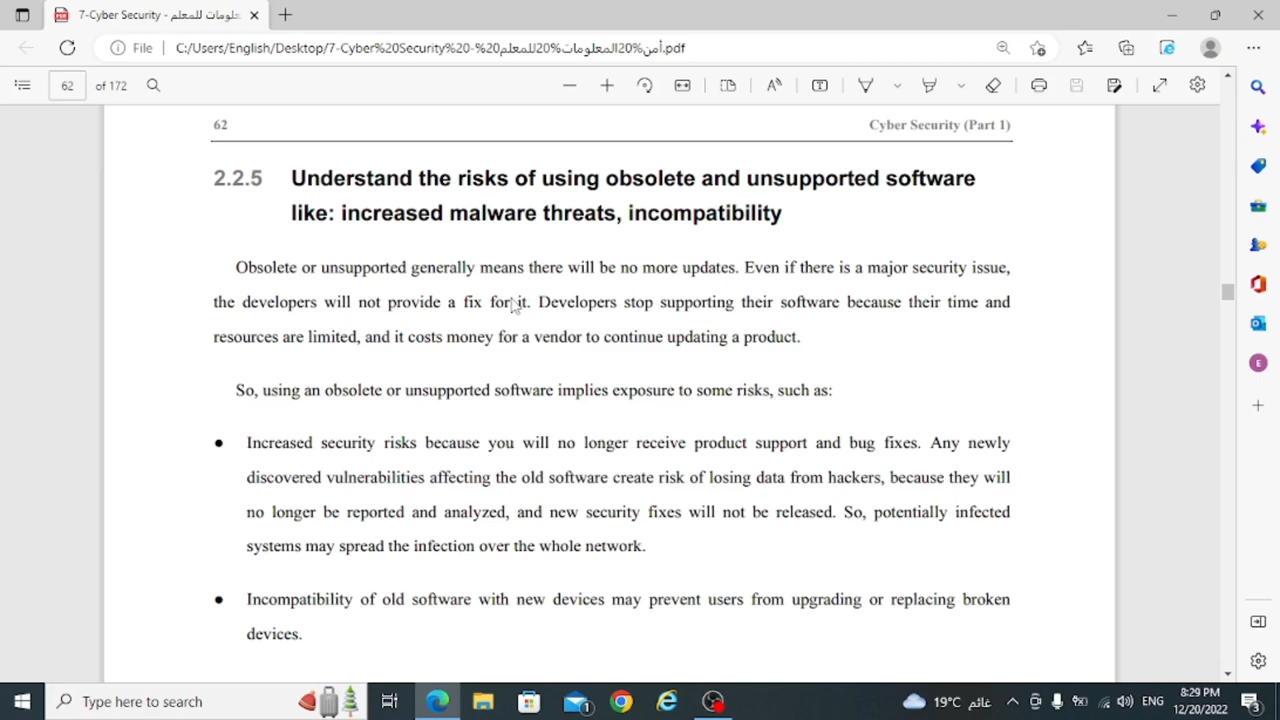 7-Cyber Security - أمن المعلومات للمعلم
File
C:/Users/English/Desktop/7-Cyber%20Security%20-%20أمن%20المعلومات%20للمعلم.pdf
62 of 172
62 Cyber Security (Part 1)
2.2.5 Understand the risks of using obsolete and unsupported software
like: increased malware threats, incompatibility
Obsolete or unsupported generally means there will be no more updates. Even if there is a major security issue,
the developers will not provide a fix for it. Developers stop supporting their software because their time and
resources are limited, and it costs money for a vendor to continue updating a product.
So, using an obsolete or unsupported software implies exposure to some risks, such as:
● Increased security risks because you will no longer receive product support and bug fixes. Any newly
discovered vulnerabilities affecting the old software create risk of losing data from hackers, because they will
no longer be reported and analyzed, and new security fixes will not be released. So, potentially infected
systems may spread the infection over the whole network.
● Incompatibility of old software with new devices may prevent users from upgrading or replacing broken
devices.
Type here to search
1
19°C غائم
ENG
8:29 PM
12/20/2022
3